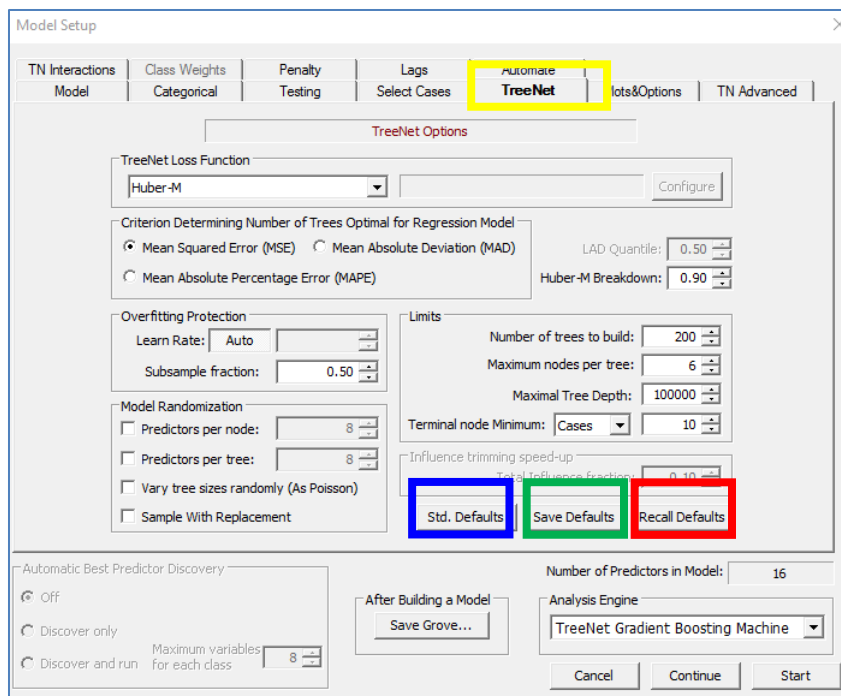 Model Setup
TN Interactions Class Weights Penalty Lags Automate
Model Categorical Testing Select Cases TreeNet lots&Options TN Advanced
TreeNet Options
TreeNet Loss Function
Huber-M Configure
Criterion Determining Number of Trees Optimal for Regression Model
Mean Squared Error (MSE) Mean Absolute Deviation (MAD) LAD Quantile: 0.50
Mean Absolute Percentage Error (MAPE) Huber-M Breakdown: 0.90
Overfitting Protection
Learn Rate: Auto
Subsample fraction: 0.50
Limits
Number of trees to build: 200
Maximum nodes per tree: 6
Maximal Tree Depth: 100000
Terminal node Minimum: Cases 10
Model Randomization
Predictors per node: 8
Predictors per tree: 8
Vary tree sizes randomly (As Poisson)
Sample With Replacement
Influence trimming speed-up
Total Influence fraction: 0.10
Std. Defaults Save Defaults Recall Defaults
Automatic Best Predictor Discovery
Off
Discover only
Discover and run
Maximum variables
for each class 8
After Building a Model
Save Grove...
Number of Predictors in Model: 16
Analysis Engine
TreeNet Gradient Boosting Machine
Cancel Continue Start